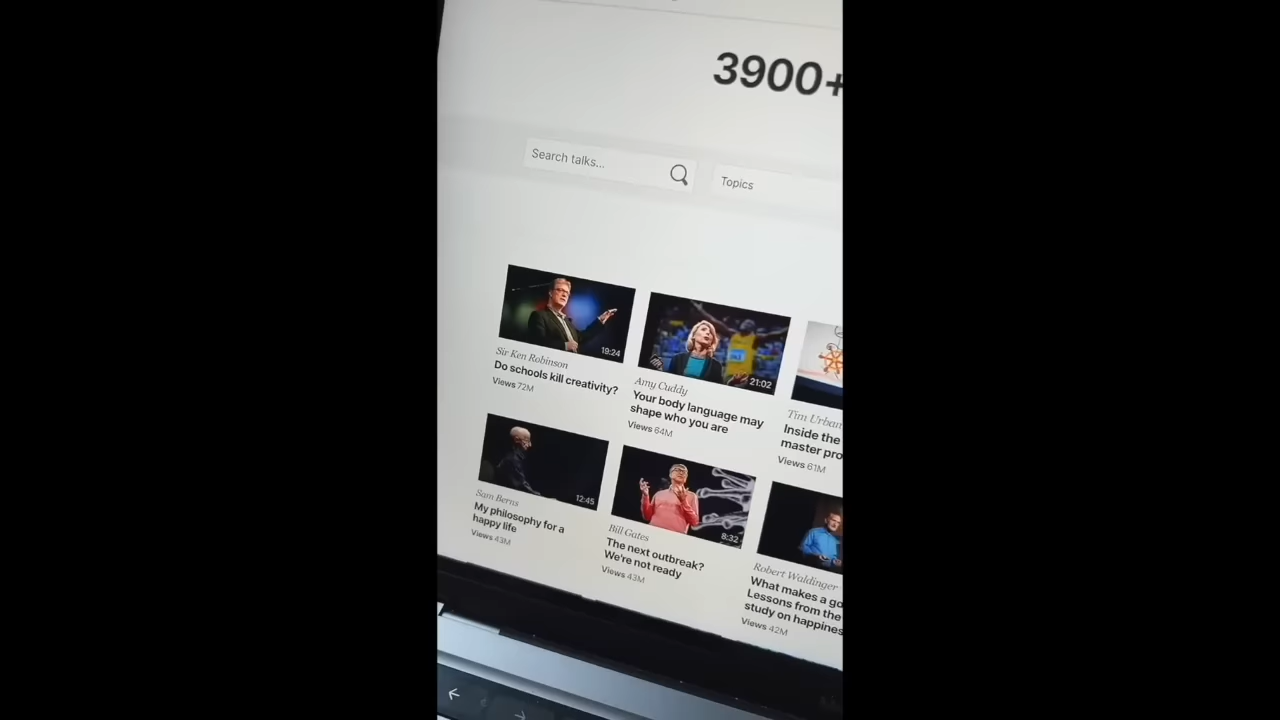 3900+
Search talks...
Topics
19:24
Sir Ken Robinson
Do schools kill creativity?
Views 72M
21:02
Amy Cuddy
Your body language may
shape who you are
Views 64M
Tim Urban
Inside the
master pro
Views 61M
12:45
Sam Berns
My philosophy for a
happy life
Views 43M
8:32
Bill Gates
The next outbreak?
We're not ready
Views 43M
Robert Waldinger
What makes a go
Lessons from the
study on happines
Views 42M